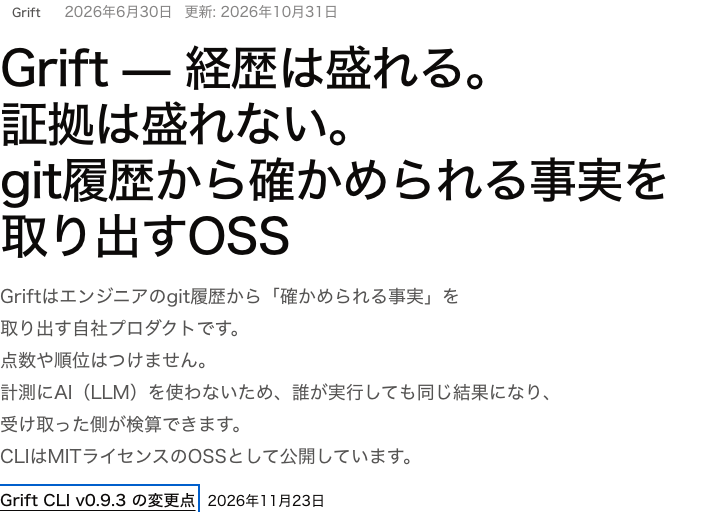 Grift 2026年6月30日 更新: 2026年10月31日
Grift — 経歴は盛れる。
証拠は盛れない。
git履歴から確かめられる事実を
取り出すOSS
Griftはエンジニアのgit履歴から「確かめられる事実」を
取り出す自社プロダクトです。
点数や順位はつけません。
計測にAI（LLM）を使わないため、誰が実行しても同じ結果になり、
受け取った側が検算できます。
CLIはMITライセンスのOSSとして公開しています。
Grift CLI v0.9.3 の変更点 2026年11月23日